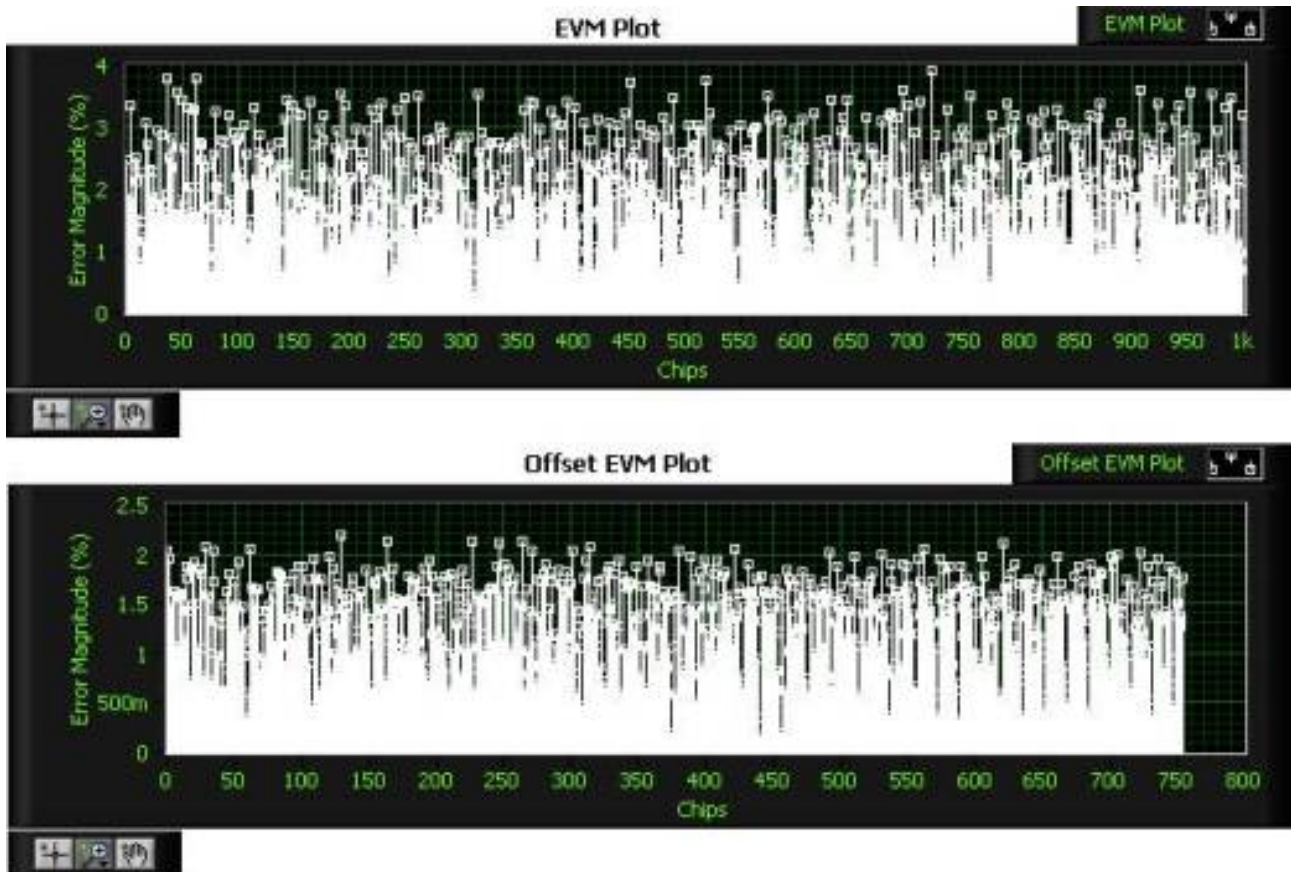 EVM Plot
EVM Plot
Error Magnitude (%)
4
3
2
1
0
0 50 100 150 200 250 300 350 400 450 500 550 600 650 700 750 800 850 900 950 1k
Chips
Offset EVM Plot
Offset EVM Plot
Error Magnitude (%)
2.5
2
1.5
1
500m
0
0 50 100 150 200 250 300 350 400 450 500 550 600 650 700 750 800
Chips